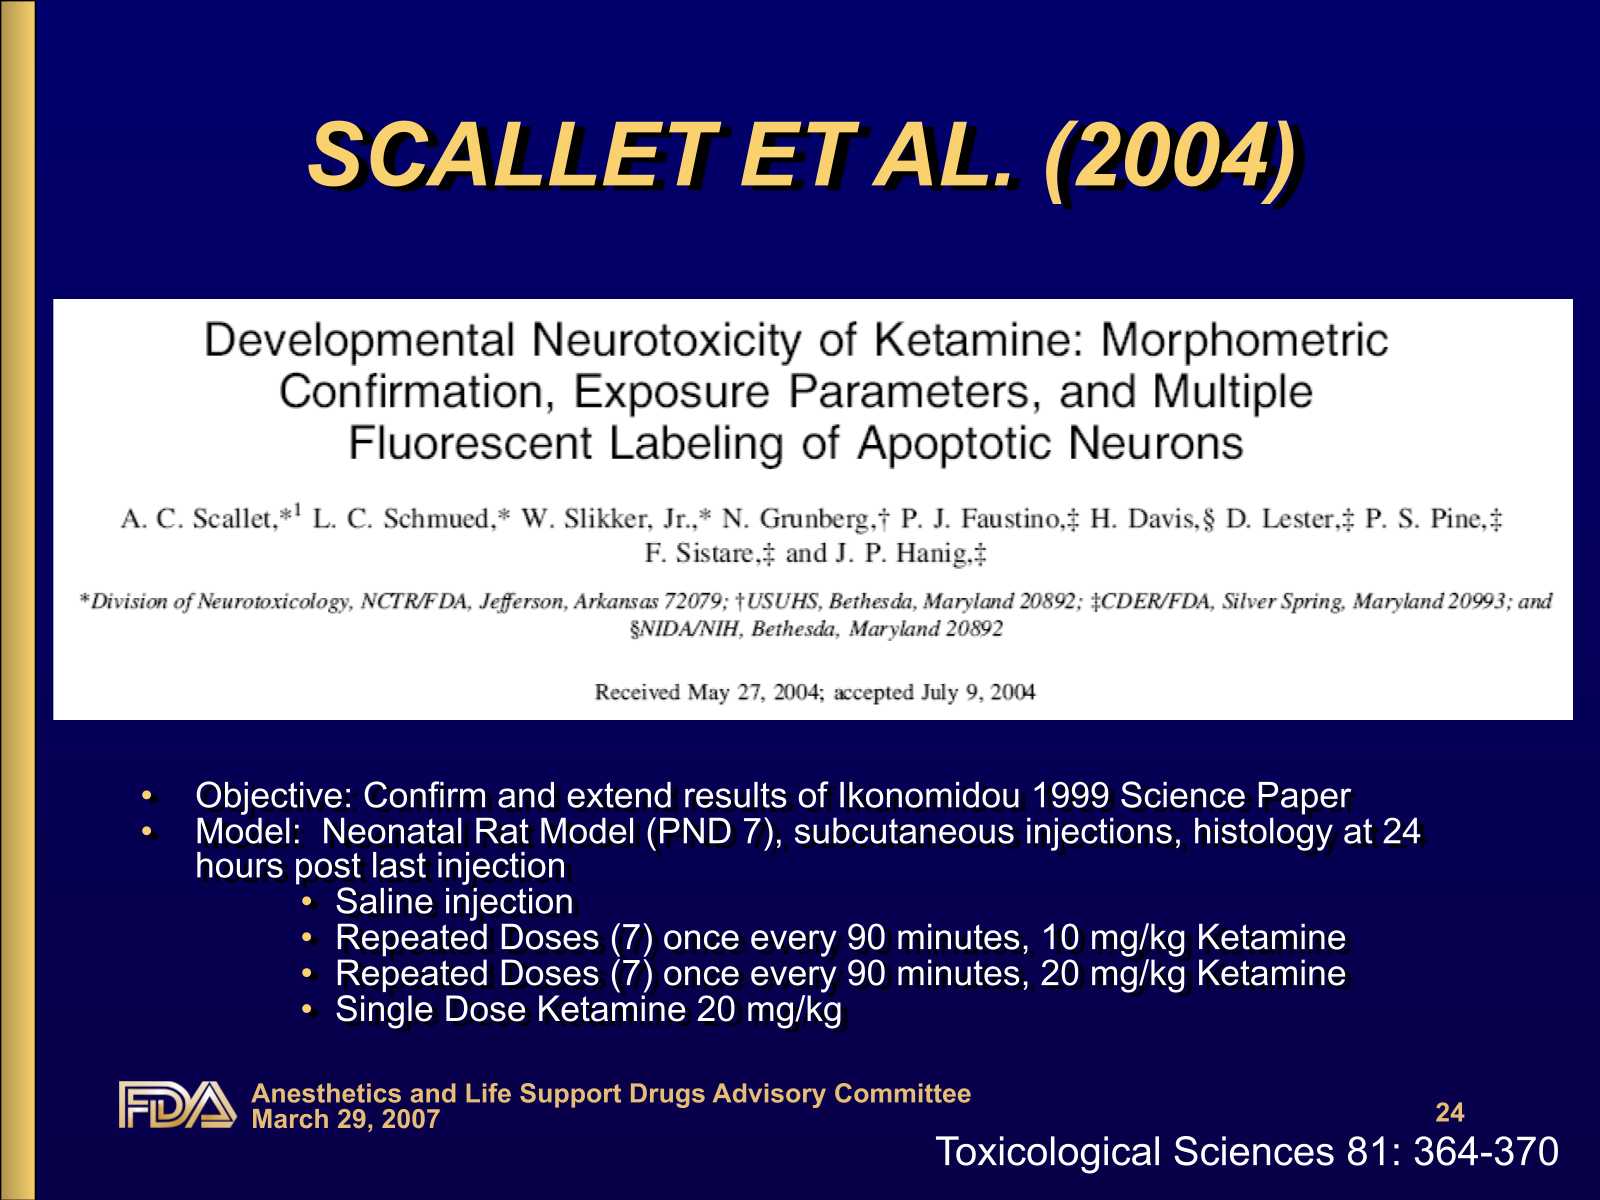 SCALLET ET AL. (2004)
Developmental Neurotoxicity of Ketamine: Morphometric
Confirmation, Exposure Parameters, and Multiple
Fluorescent Labeling of Apoptotic Neurons
A. C. Scallet,*1 L. C. Schmued,* W. Slikker, Jr.,* N. Grunberg,† P. J. Faustino,‡ H. Davis,§ D. Lester,‡ P. S. Pine,‡
F. Sistare,‡ and J. P. Hanig,‡
*Division of Neurotoxicology, NCTR/FDA, Jefferson, Arkansas 72079; †USUHS, Bethesda, Maryland 20892; ‡CDER/FDA, Silver Spring, Maryland 20993; and
§NIDA/NIH, Bethesda, Maryland 20892
Received May 27, 2004; accepted July 9, 2004
• Objective: Confirm and extend results of Ikonomidou 1999 Science Paper
• Model: Neonatal Rat Model (PND 7), subcutaneous injections, histology at 24
hours post last injection
• Saline injection
• Repeated Doses (7) once every 90 minutes, 10 mg/kg Ketamine
• Repeated Doses (7) once every 90 minutes, 20 mg/kg Ketamine
• Single Dose Ketamine 20 mg/kg
FDA
Anesthetics and Life Support Drugs Advisory Committee
March 29, 2007
24
Toxicological Sciences 81: 364-370